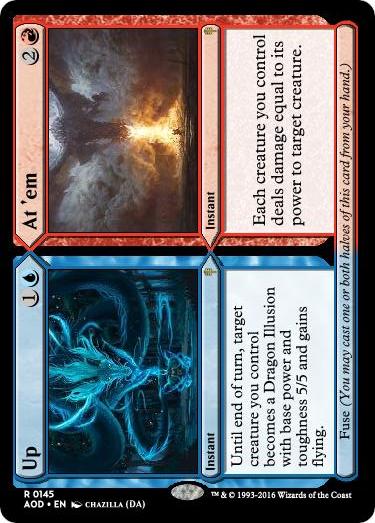 Up
1
Instant
Until end of turn, target
creature you control
becomes a Dragon Illusion
with base power and
toughness 5/5 and gains
flying.
At 'em
2
Instant
Each creature you control
deals damage equal to its
power to target creature.
Fuse (You may cast one or both halves of this card from your hand.)
R 0145
AOD • EN CHAZILLA (DA)
™ & © 1993-2016 Wizards of the Coast